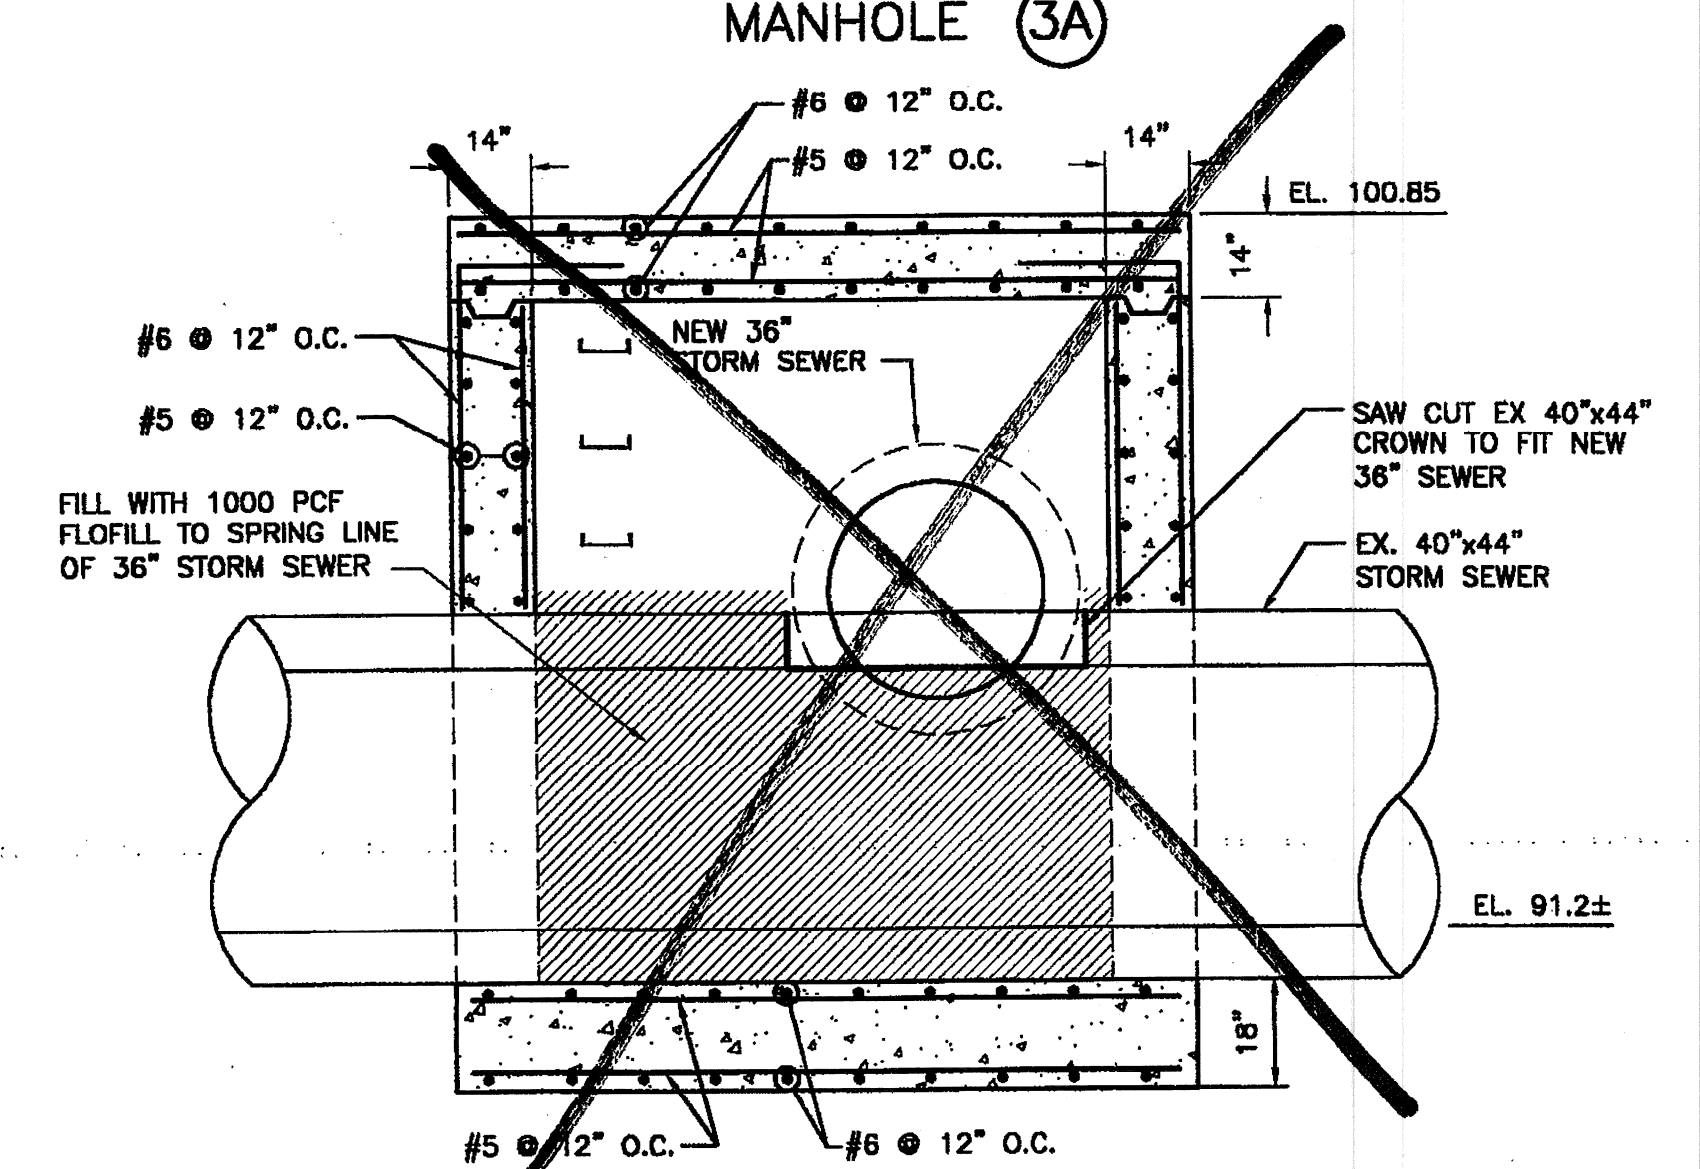 MANHOLE 3A
#6 @ 12" O.C.
#5 @ 12" O.C.
14"
14"
EL. 100.85
14"
NEW 36"
STORM SEWER
#6 @ 12" O.C.
#5 @ 12" O.C.
SAW CUT EX 40"x44"
CROWN TO FIT NEW
36" SEWER
FILL WITH 1000 PCF
FLOFILL TO SPRING LINE
OF 36" STORM SEWER
EX. 40"x44"
STORM SEWER
EL. 91.2±
18"
#5 @ 12" O.C.
#6 @ 12" O.C.